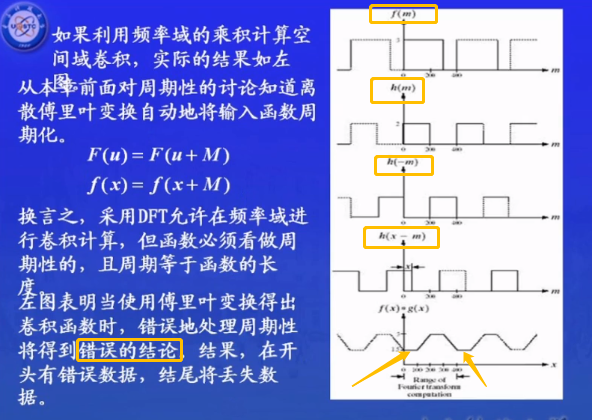 如果利用频率域的乘积计算空
间域卷积，实际的结果如左
图。
从本章前面对周期性的讨论知道离
散傅里叶变换自动地将输入函数周
期化。
F(u) = F(u + M)
f(x) = f(x + M)
换言之，采用DFT允许在频率域进
行卷积计算，但函数必须看做周
期性的，且周期等于函数的长
度。
左图表明当使用傅里叶变换得出
卷积函数时，错误地处理周期性
将得到错误的结论，结果，在开
头有错误数据，结尾将丢失数
据。
f(m)
3
m
0 200 400
h(m)
2
m
0 200 400
h(-m)
m
0 200 400
h(x - m)
x
m
0 200 400
f(x)*g(x)
x
0 100 200 300 400
Range of
Fourier transform
computation